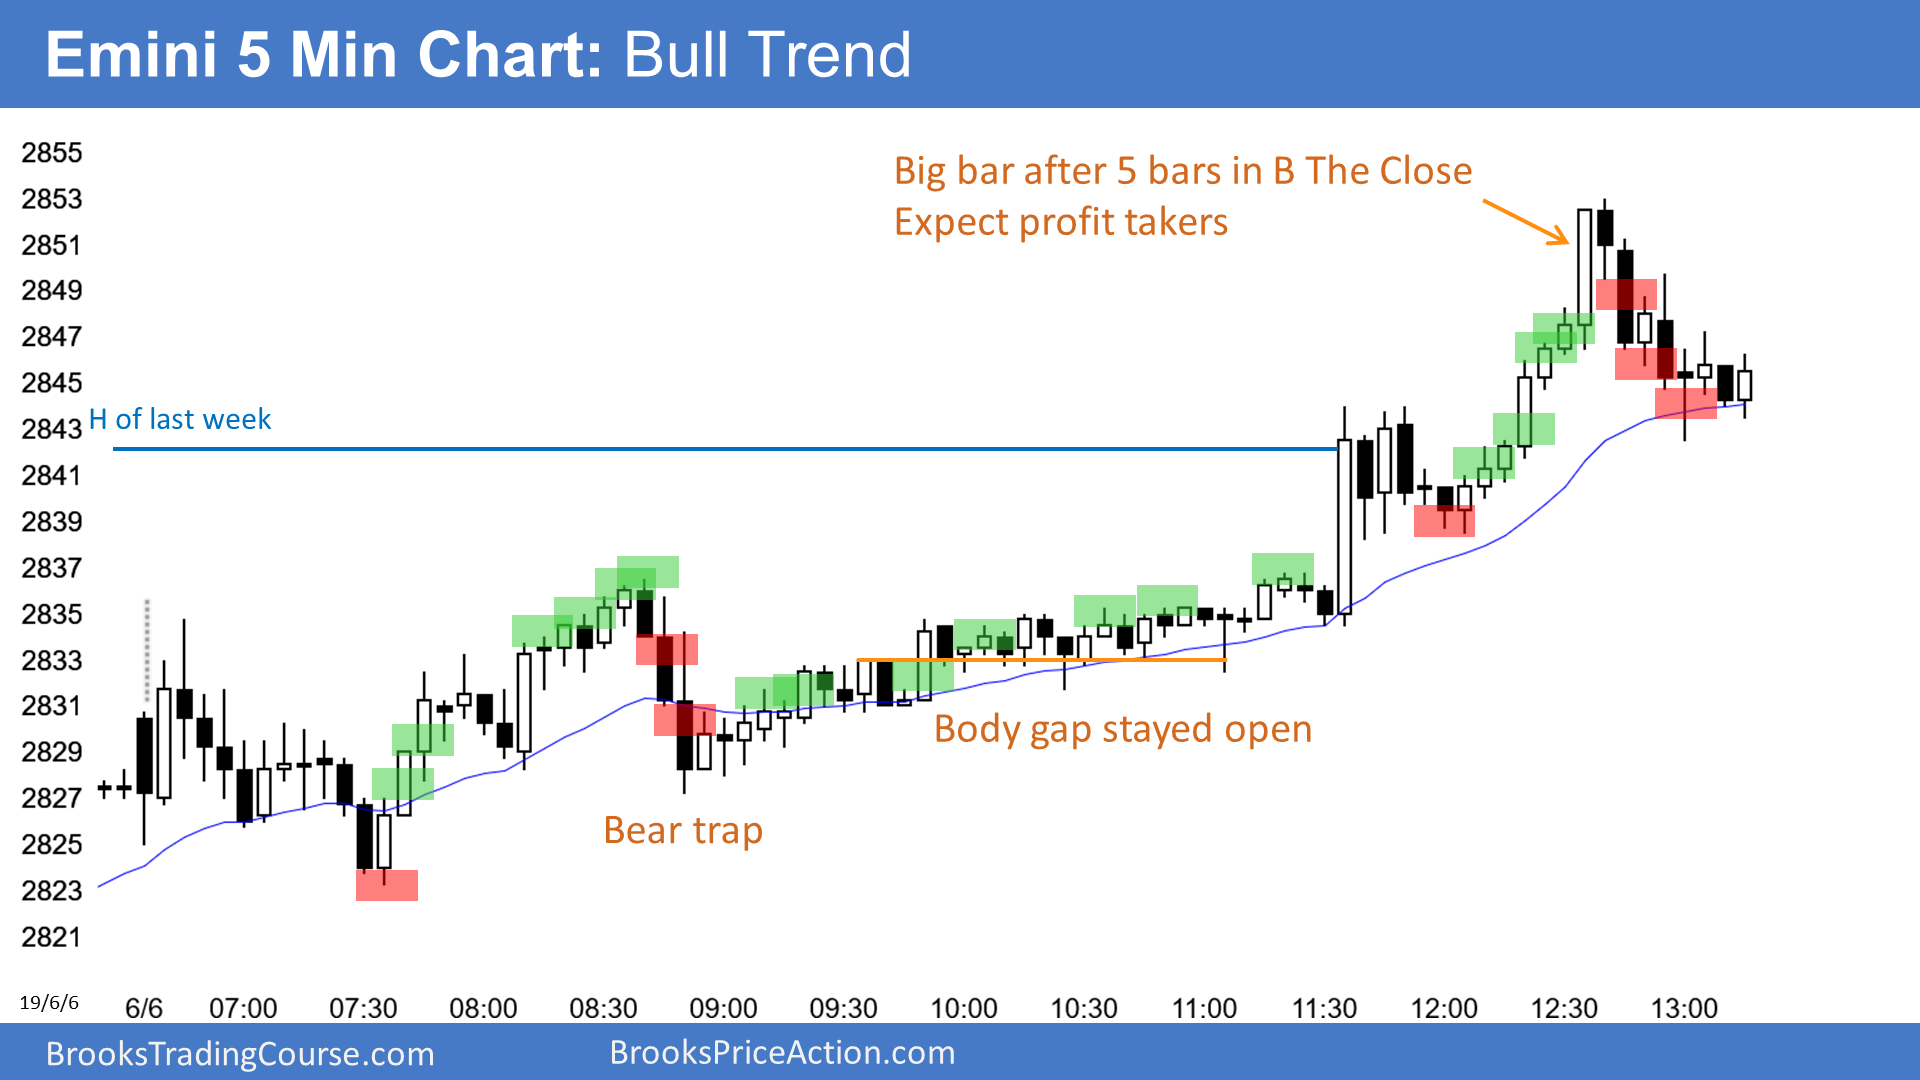 Emini 5 Min Chart: Bull Trend
2855
2853
2851
2849
2847
2845
2843
2841
2839
2837
2835
2833
2831
2829
2827
2825
2823
2821
Big bar after 5 bars in B The Close
Expect profit takers
H of last week
Body gap stayed open
Bear trap
19/6/6
6/6 07:00 07:30 08:00 08:30 09:00 09:30 10:00 10:30 11:00 11:30 12:00 12:30 13:00
BrooksTradingCourse.com BrooksPriceAction.com